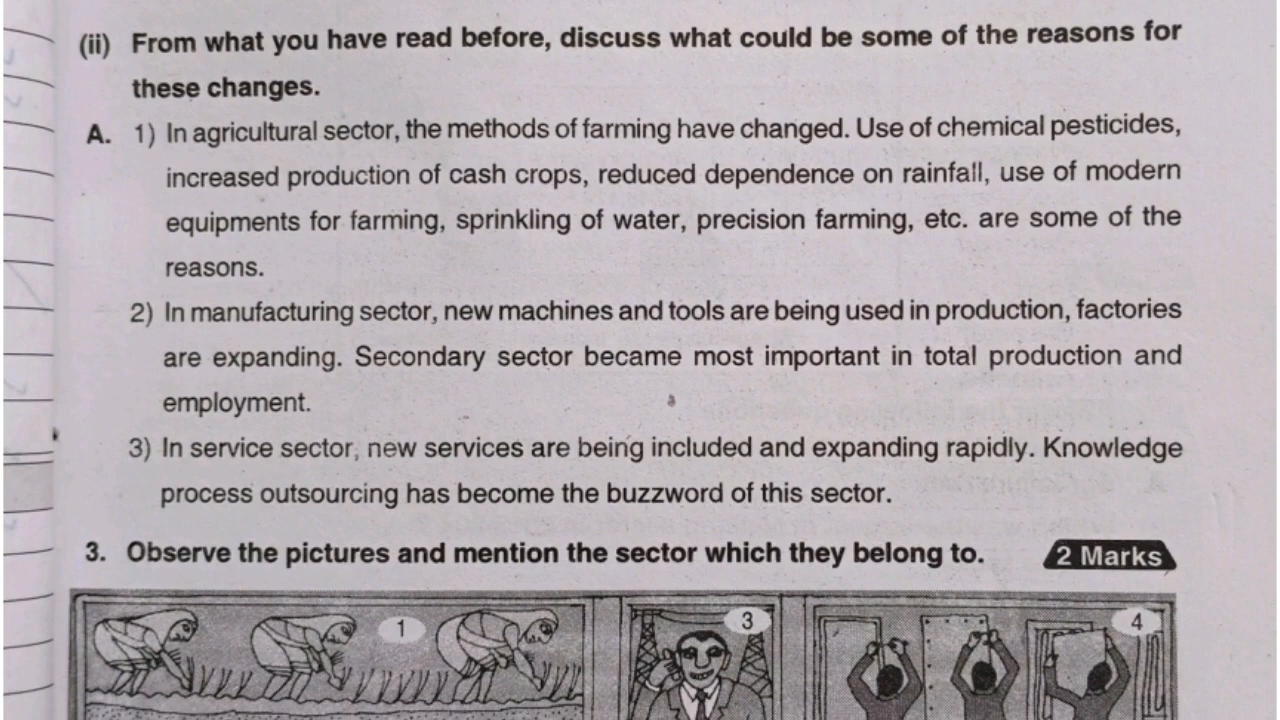 (ii) From what you have read before, discuss what could be some of the reasons for
these changes.
A. 1) In agricultural sector, the methods of farming have changed. Use of chemical pesticides,
increased production of cash crops, reduced dependence on rainfall, use of modern
equipments for farming, sprinkling of water, precision farming, etc. are some of the
reasons.
2) In manufacturing sector, new machines and tools are being used in production, factories
are expanding. Secondary sector became most important in total production and
employment.
3) In service sector, new services are being included and expanding rapidly. Knowledge
process outsourcing has become the buzzword of this sector.
3. Observe the pictures and mention the sector which they belong to. 2 Marks
1 3 4